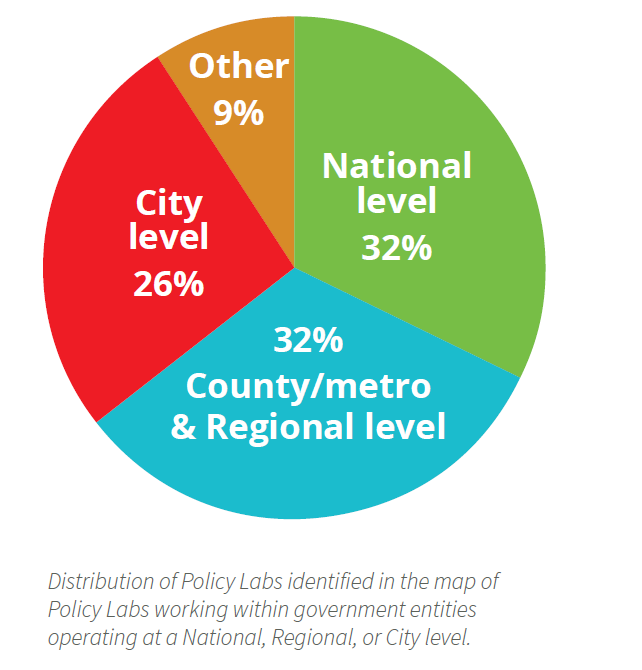 Other
9%
National
level
32%
City
level
26%
32%
County/metro
& Regional level
Distribution of Policy Labs identified in the map of
Policy Labs working within government entities
operating at a National, Regional, or City level.